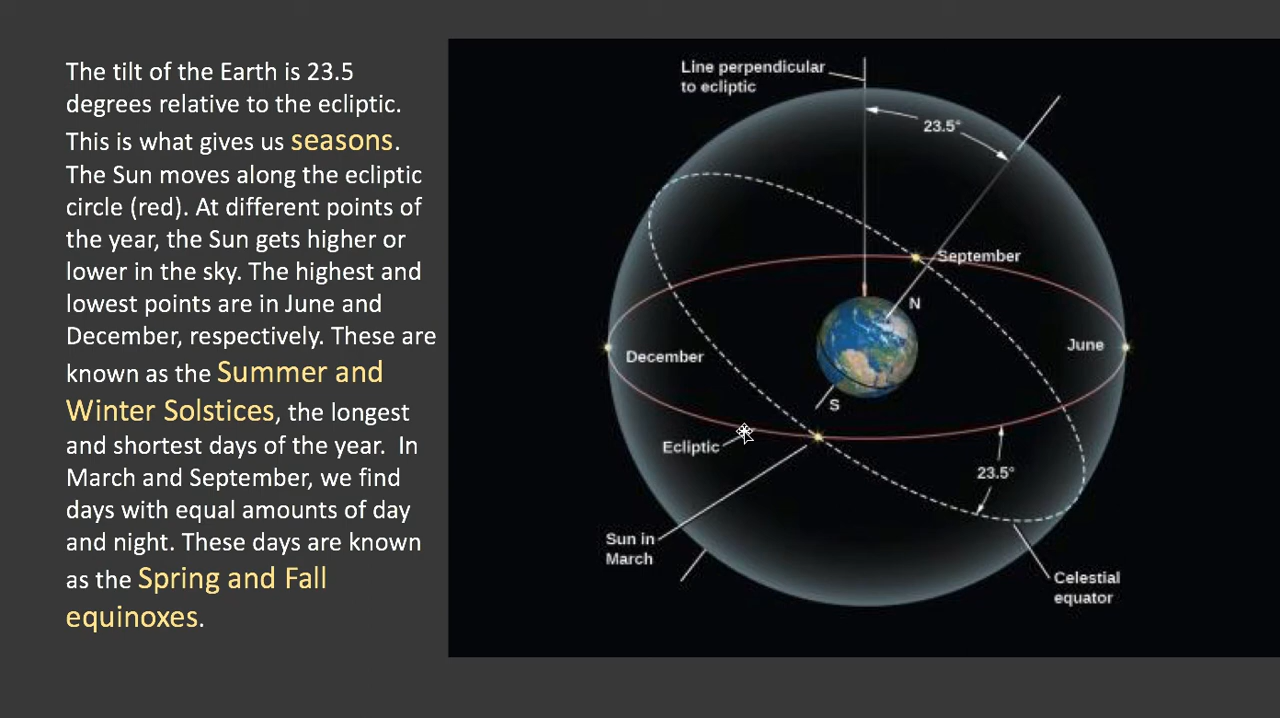 The tilt of the Earth is 23.5
degrees relative to the ecliptic.
This is what gives us seasons.
The Sun moves along the ecliptic
circle (red). At different points of
the year, the Sun gets higher or
lower in the sky. The highest and
lowest points are in June and
December, respectively. These are
known as the Summer and
Winter Solstices, the longest
and shortest days of the year.  In
March and September, we find
days with equal amounts of day
and night. These days are known
as the Spring and Fall
equinoxes.
Line perpendicular
to ecliptic
23.5°
September
N
June
December
S
Ecliptic
23.5°
Sun in
March
Celestial
equator